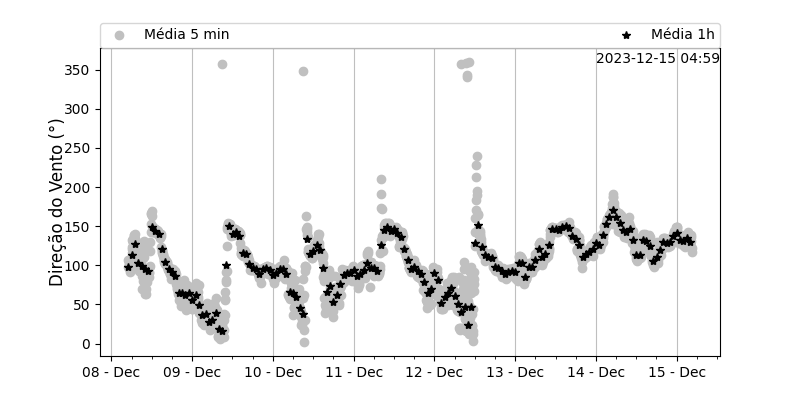 Média 5 min
Média 1h
2023-12-15 04:59
Direção do Vento (°)
350
300
250
200
150
100
50
0
08 - Dec
09 - Dec
10 - Dec
11 - Dec
12 - Dec
13 - Dec
14 - Dec
15 - Dec